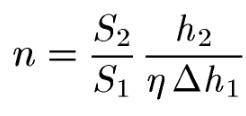 n = \frac{S_2}{S_1} \frac{h_2}{\eta \, \Delta h_1}